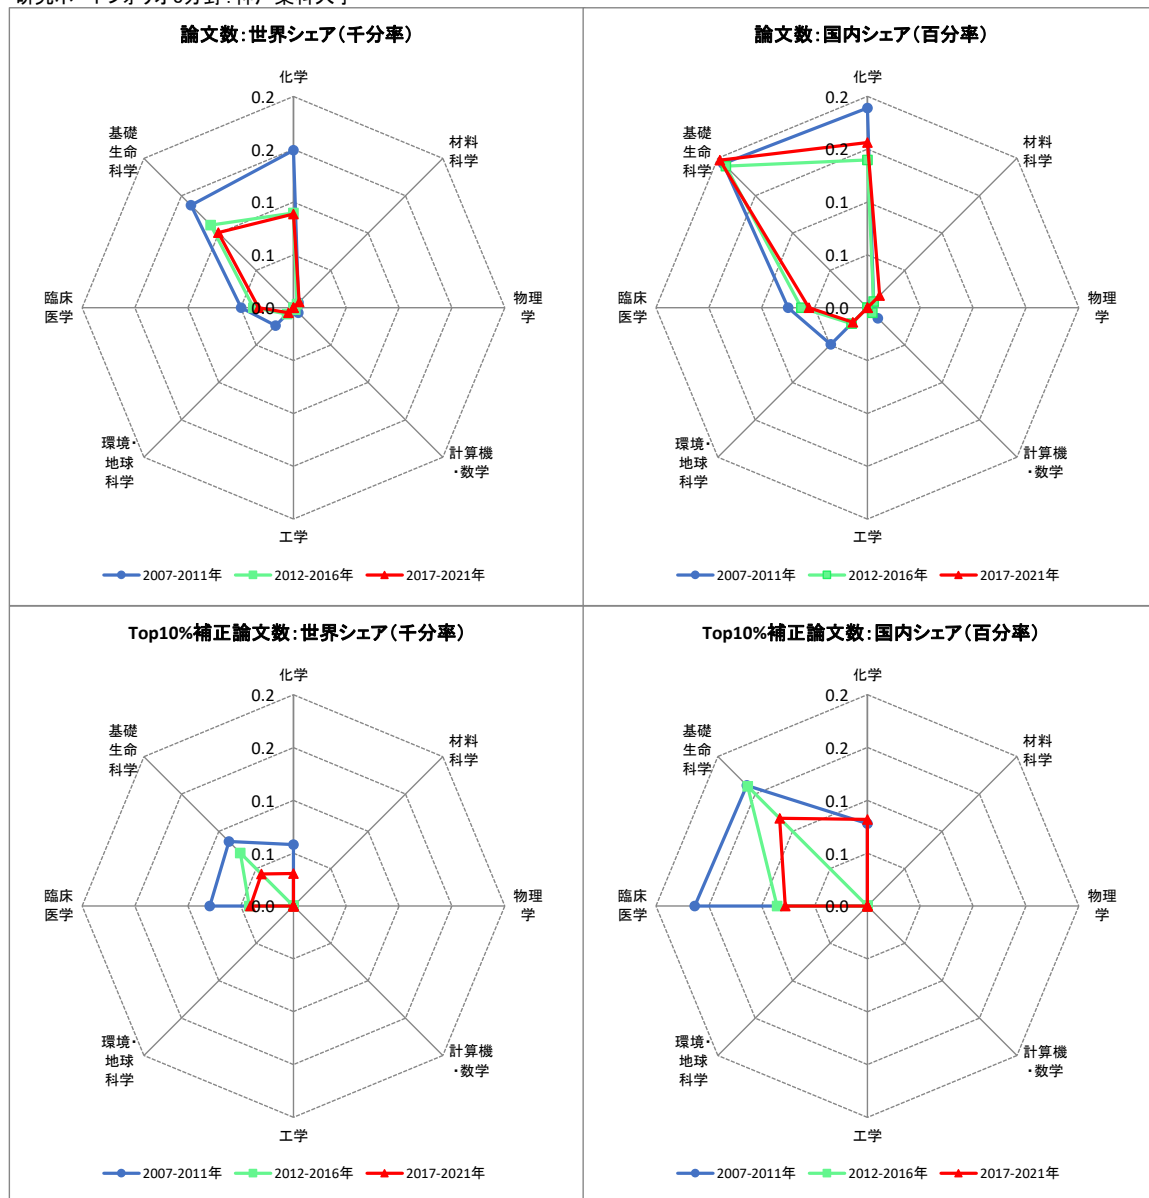 論文数：世界シェア（千分率）
化学
材料
科学
物理
学
計算機
・数学
工学
環境・
地球
科学
臨床
医学
基礎
生命
科学
0.2
0.2
0.1
0.1
0.0
2007-2011年
2012-2016年
2017-2021年
論文数：国内シェア（百分率）
化学
材料
科学
物理
学
計算機
・数学
工学
環境・
地球
科学
臨床
医学
基礎
生命
科学
0.2
0.2
0.1
0.1
0.0
2007-2011年
2012-2016年
2017-2021年
Top10%補正論文数：世界シェア（千分率）
化学
材料
科学
物理
学
計算機
・数学
工学
環境・
地球
科学
臨床
医学
基礎
生命
科学
0.2
0.2
0.1
0.1
0.0
2007-2011年
2012-2016年
2017-2021年
Top10%補正論文数：国内シェア（百分率）
化学
材料
科学
物理
学
計算機
・数学
工学
環境・
地球
科学
臨床
医学
基礎
生命
科学
0.2
0.2
0.1
0.1
0.0
2007-2011年
2012-2016年
2017-2021年